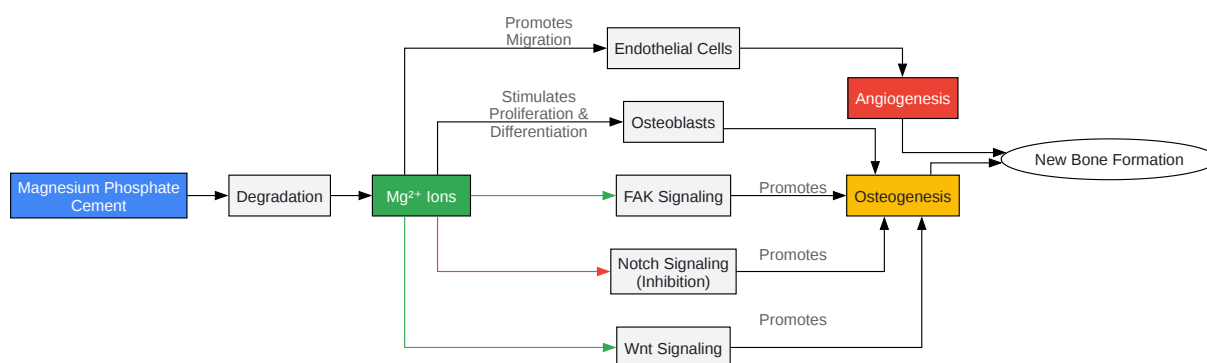 Promotes
Migration
Endothelial Cells
Angiogenesis
Stimulates
Proliferation &
Differentiation
Osteoblasts
New Bone Formation
Magnesium Phosphate
Cement
Degradation
Mg²⁺ Ions
FAK Signaling
Promotes
Osteogenesis
Notch Signaling
(Inhibition)
Promotes
Wnt Signaling
Promotes